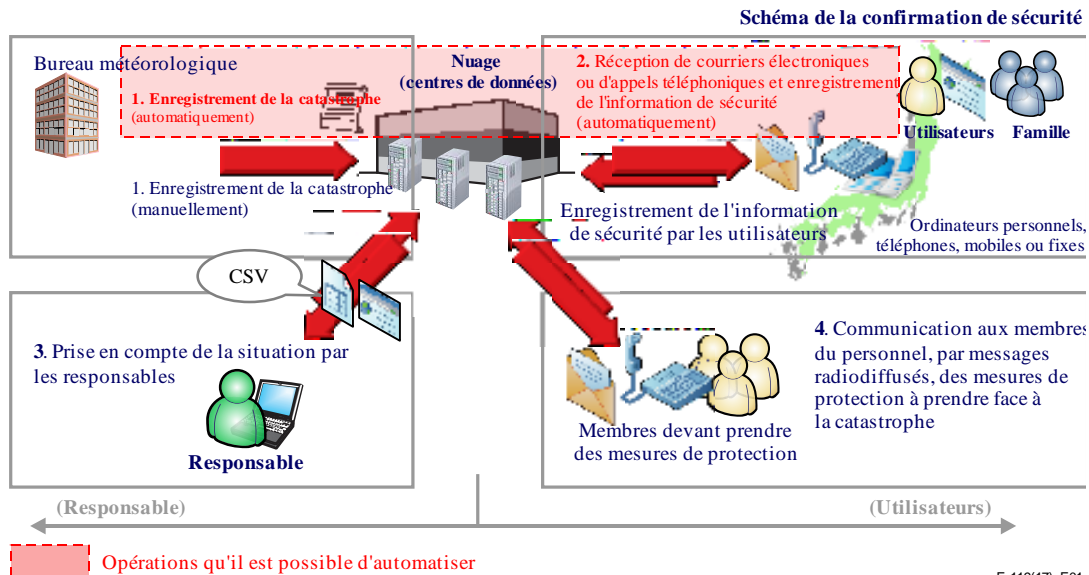 Schéma de la confirmation de sécurité
Bureau météorologique
1. Enregistrement de la catastrophe
(automatiquement)
1. Enregistrement de la catastrophe
(manuellement)
Nuage
(centres de données)
2. Réception de courriers électroniques
ou d'appels téléphoniques et enregistrement
de l'information de sécurité
(automatiquement)
Utilisateurs
Famille
Enregistrement de l'information
de sécurité par les utilisateurs
Ordinateurs personnels,
téléphones, mobiles ou fixes
CSV
3. Prise en compte de la situation par
les responsables
Responsable
Membres devant prendre
des mesures de protection
4. Communication aux membres
du personnel, par messages
radiodiffusés, des mesures de
protection à prendre face à
la catastrophe
(Responsable)
(Utilisateurs)
Opérations qu'il est possible d'automatiser